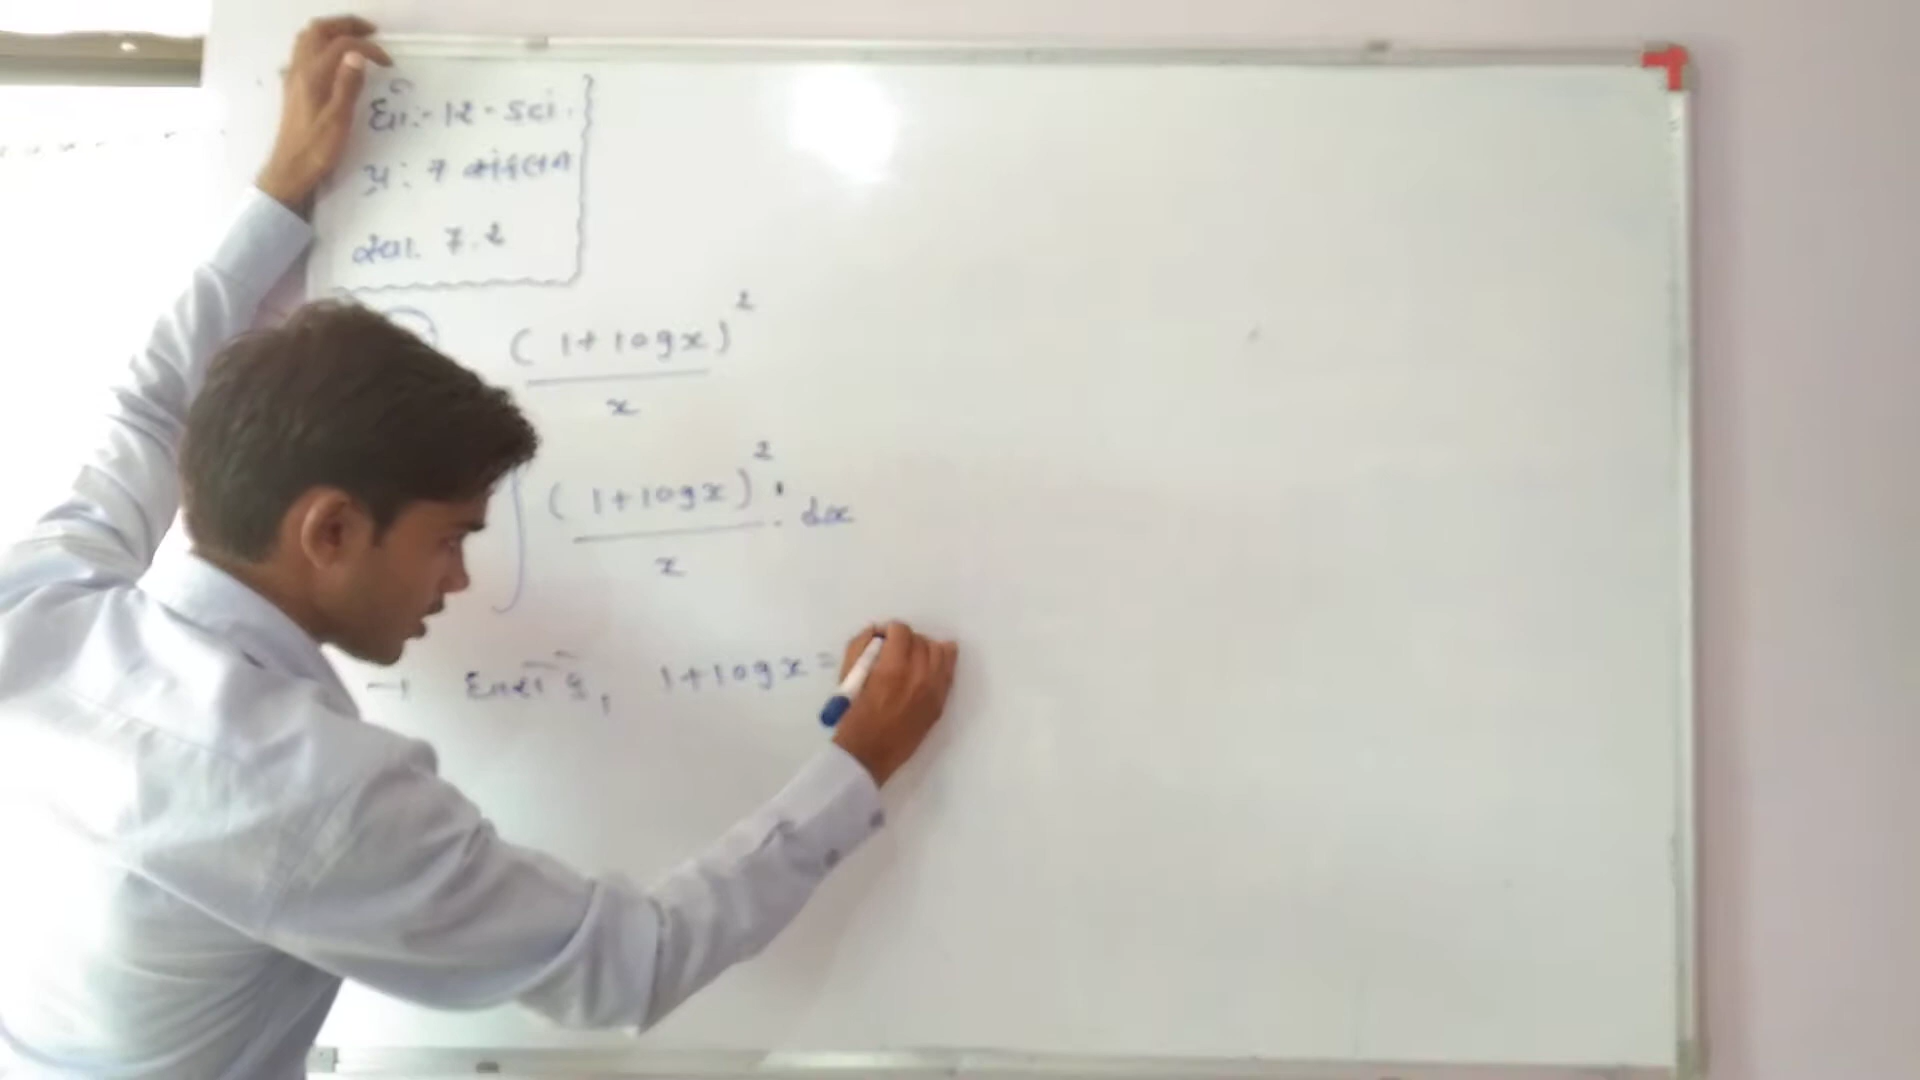 ધો:- 12 - Sci.
પ્ર: 7 સંકલન
સ્વા. 7.2
(1+logx)²
x
∫ (1+logx)² . dx
x
→ ધારો કે, 1+logx =